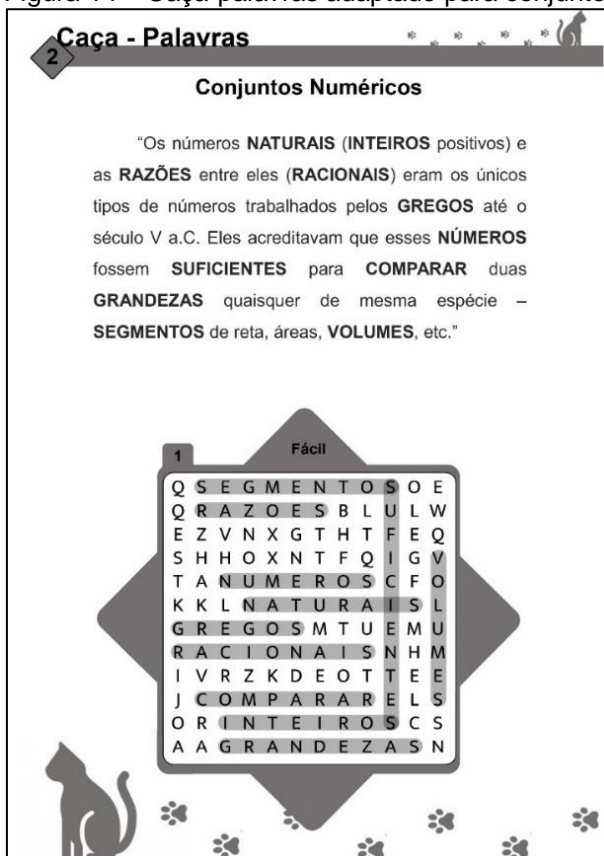 Caça - Palavras
2
Conjuntos Numéricos
“Os números NATURAIS (INTEIROS positivos) e
as RAZÕES entre eles (RACIONAIS) eram os únicos
tipos de números trabalhados pelos GREGOS até o
século V a.C. Eles acreditavam que esses NÚMEROS
fossem SUFICIENTES para COMPARAR duas
GRANDEZAS quaisquer de mesma espécie –
SEGMENTOS de reta, áreas, VOLUMES, etc.”
Fácil
1
Q S E G M E N T O S O E
Q R A Z O E S B L U L W
E Z V N X G T H T F E Q
S H H O X N T F Q I G V
T A N U M E R O S C F O
K K L N A T U R A I S L
G R E G O S M T U E M U
R A C I O N A I S N H M
I V R Z K D E O T T E E
J C O M P A R A R E L S
O R I N T E I R O S C S
A A G R A N D E Z A S N